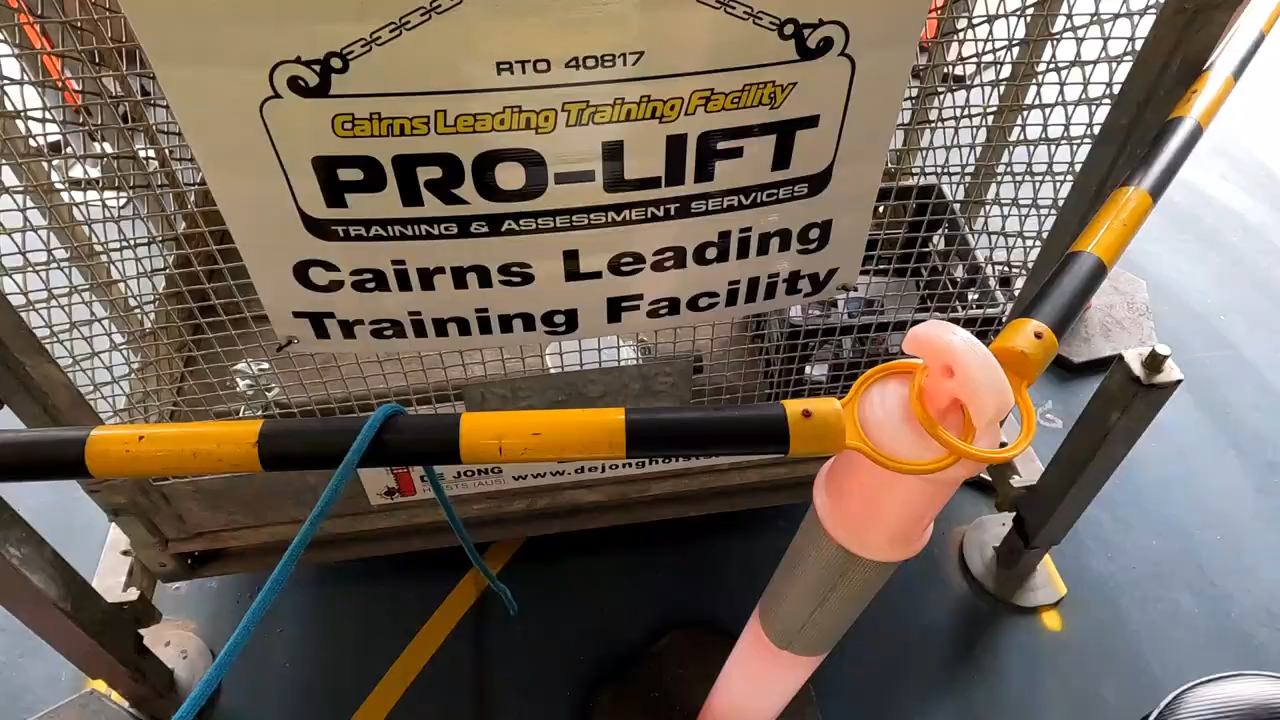 RTO 40817
Cairns Leading Training Facility
PRO-LIFT
TRAINING & ASSESSMENT SERVICES
Cairns Leading
Training Facility
DE JONG
HOISTS (AUS)